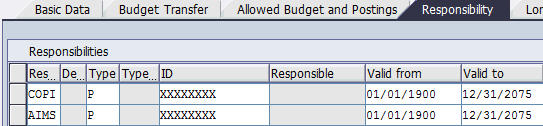 Basic Data Budget Transfer Allowed Budget and Postings Responsibility Lon
Responsibilities
Res... De... Type Type... ID Responsible Valid from Valid to
COPI P XXXXXXXX 01/01/1900 12/31/2075
AIMS P XXXXXXXX 01/01/1900 12/31/2075